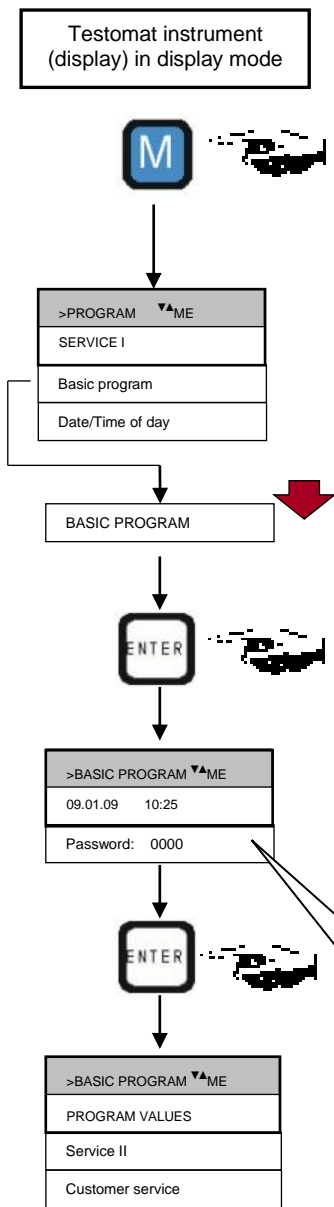 Testomat instrument
(display) in display mode
M
>PROGRAM ▼▲ME
SERVICE I
Basic program
Date/Time of day
BASIC PROGRAM
ENTER
>BASIC PROGRAM ▼▲ME
09.01.09 10:25
Password: 0000
ENTER
>BASIC PROGRAM ▼▲ME
PROGRAM VALUES
Service II
Customer service